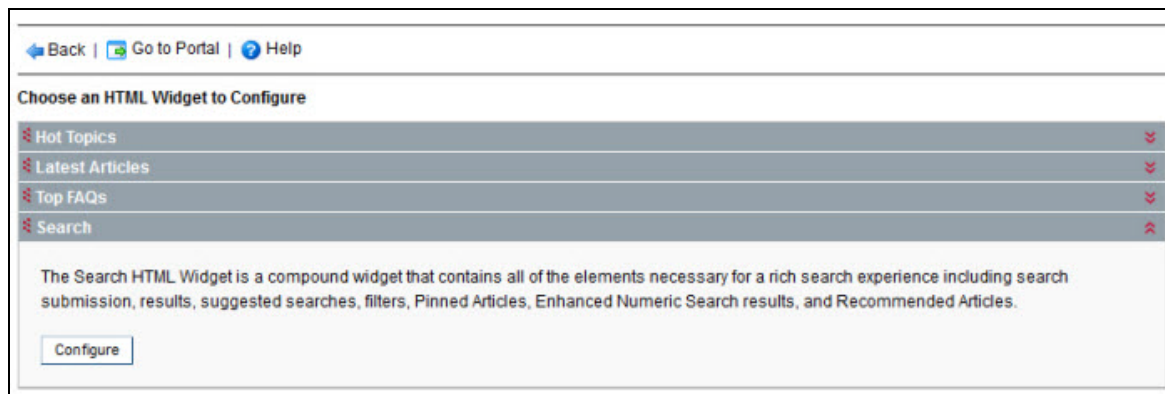 Back | Go to Portal | Help
Choose an HTML Widget to Configure
Hot Topics
Latest Articles
Top FAQs
Search
The Search HTML Widget is a compound widget that contains all of the elements necessary for a rich search experience including search
submission, results, suggested searches, filters, Pinned Articles, Enhanced Numeric Search results, and Recommended Articles.
Configure